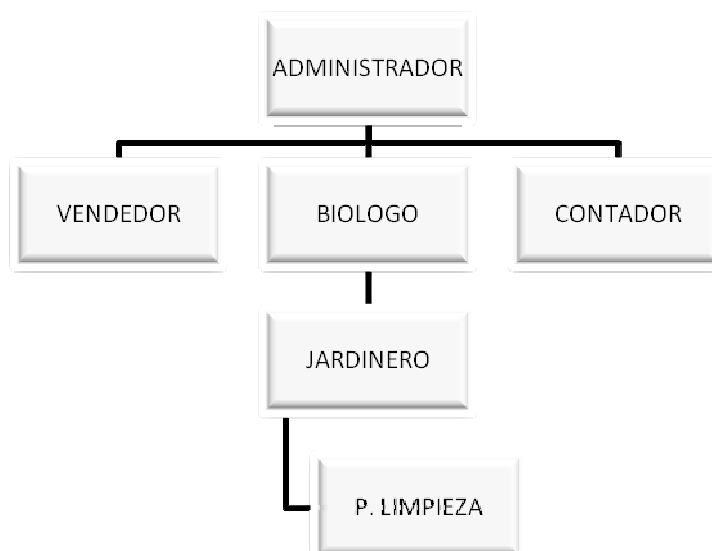 ADMINISTRADOR
VENDEDOR
BIOLOGO
CONTADOR
JARDINERO
P. LIMPIEZA